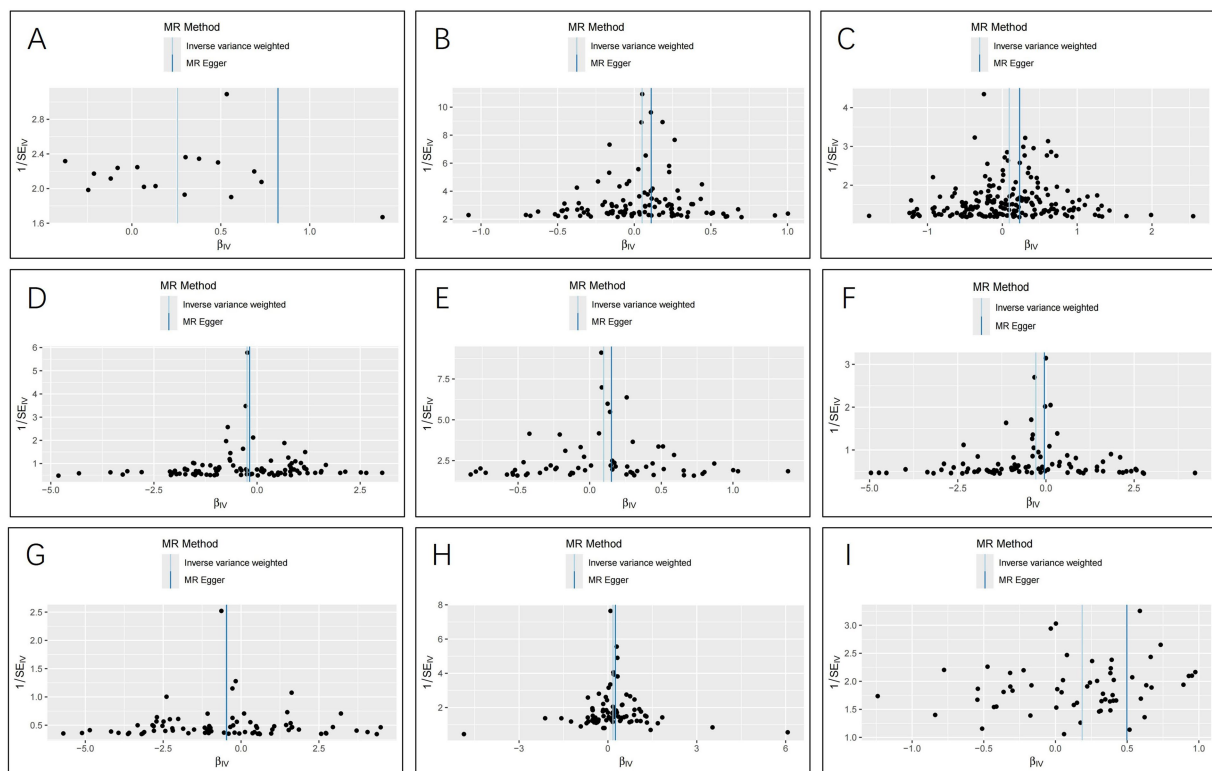 A
MR Method
Inverse variance weighted
MR Egger
1/SE_IV
2.8
2.4
2.0
1.6
0.0
0.5
1.0
β_IV
B
MR Method
Inverse variance weighted
MR Egger
1/SE_IV
10
8
6
4
2
−1.0
−0.5
0.0
0.5
1.0
β_IV
C
MR Method
Inverse variance weighted
MR Egger
1/SE_IV
4
3
2
−1
0
1
2
β_IV
D
MR Method
Inverse variance weighted
MR Egger
1/SE_IV
6
5
4
3
2
1
−5.0
−2.5
0.0
2.5
β_IV
E
MR Method
Inverse variance weighted
MR Egger
1/SE_IV
7.5
5.0
2.5
−0.5
0.0
0.5
1.0
β_IV
F
MR Method
Inverse variance weighted
MR Egger
1/SE_IV
3
2
1
−5.0
−2.5
0.0
2.5
β_IV
G
MR Method
Inverse variance weighted
MR Egger
1/SE_IV
2.5
2.0
1.5
1.0
0.5
−5.0
−2.5
0.0
2.5
β_IV
H
MR Method
Inverse variance weighted
MR Egger
1/SE_IV
8
6
4
2
−3
0
3
6
β_IV
I
MR Method
Inverse variance weighted
MR Egger
1/SE_IV
3.0
2.5
2.0
1.5
1.0
−1.0
−0.5
0.0
0.5
1.0
β_IV